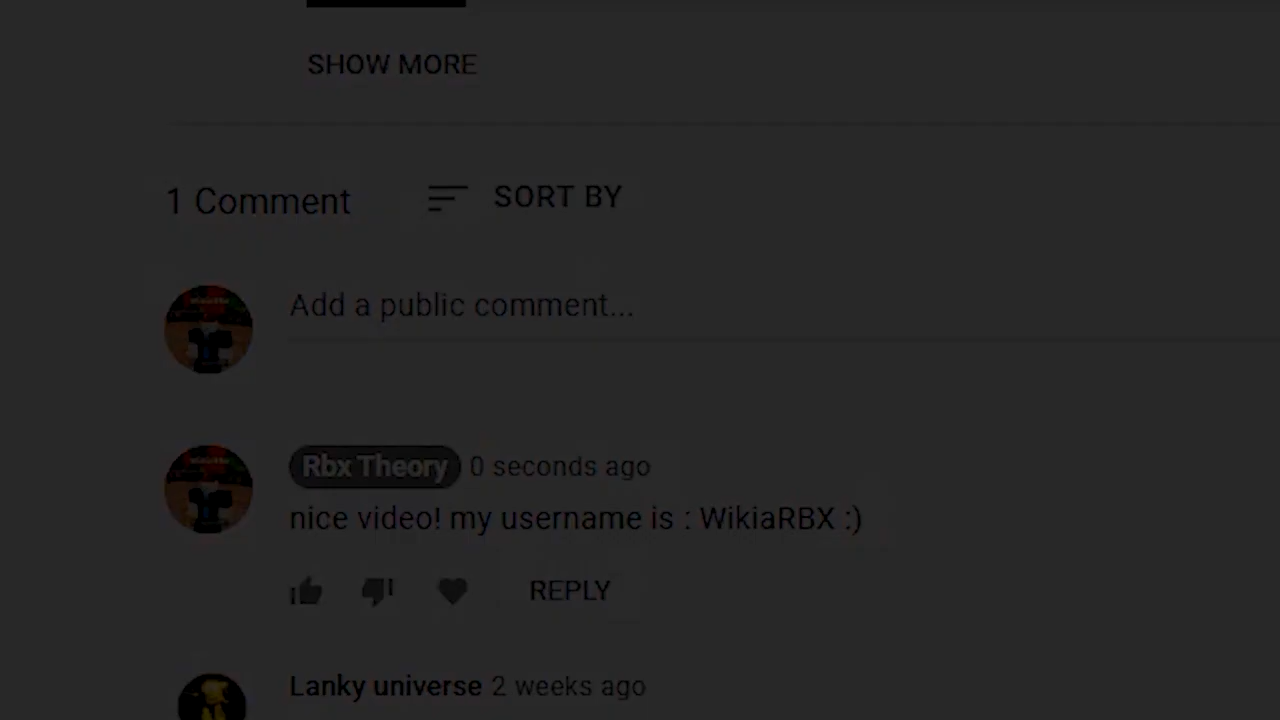 SHOW MORE
1 Comment
SORT BY
Add a public comment...
Rbx Theory 0 seconds ago
nice video! my username is : WikiaRBX :)
REPLY
Lanky universe 2 weeks ago